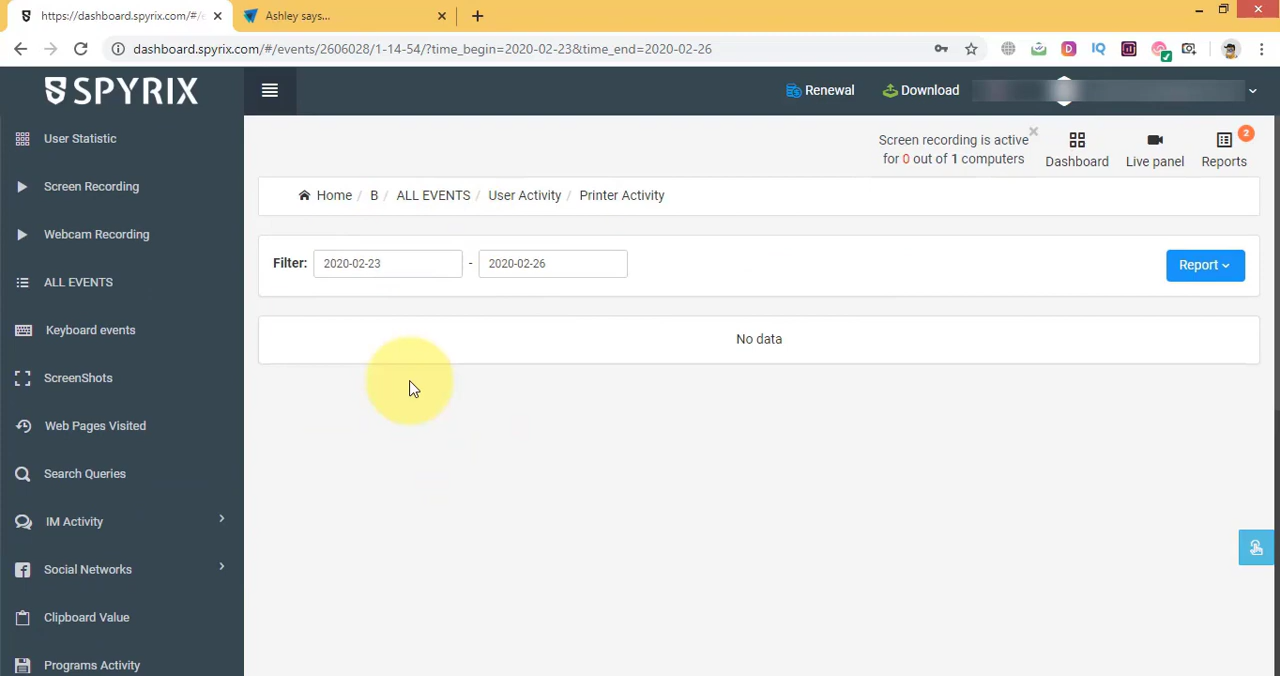 https://dashboard.spyrix.com/#/e
Ashley says...
dashboard.spyrix.com/#/events/2606028/1-14-54/?time_begin=2020-02-23&time_end=2020-02-26
IQ
SPYRIX
Renewal
Download
User Statistic
Screen Recording
Webcam Recording
ALL EVENTS
Keyboard events
ScreenShots
Web Pages Visited
Search Queries
IM Activity
Social Networks
Clipboard Value
Programs Activity
Screen recording is active
for 0 out of 1 computers
Dashboard
Live panel
2
Reports
Home / B / ALL EVENTS / User Activity / Printer Activity
Filter: 2020-02-23 - 2020-02-26
Report
No data